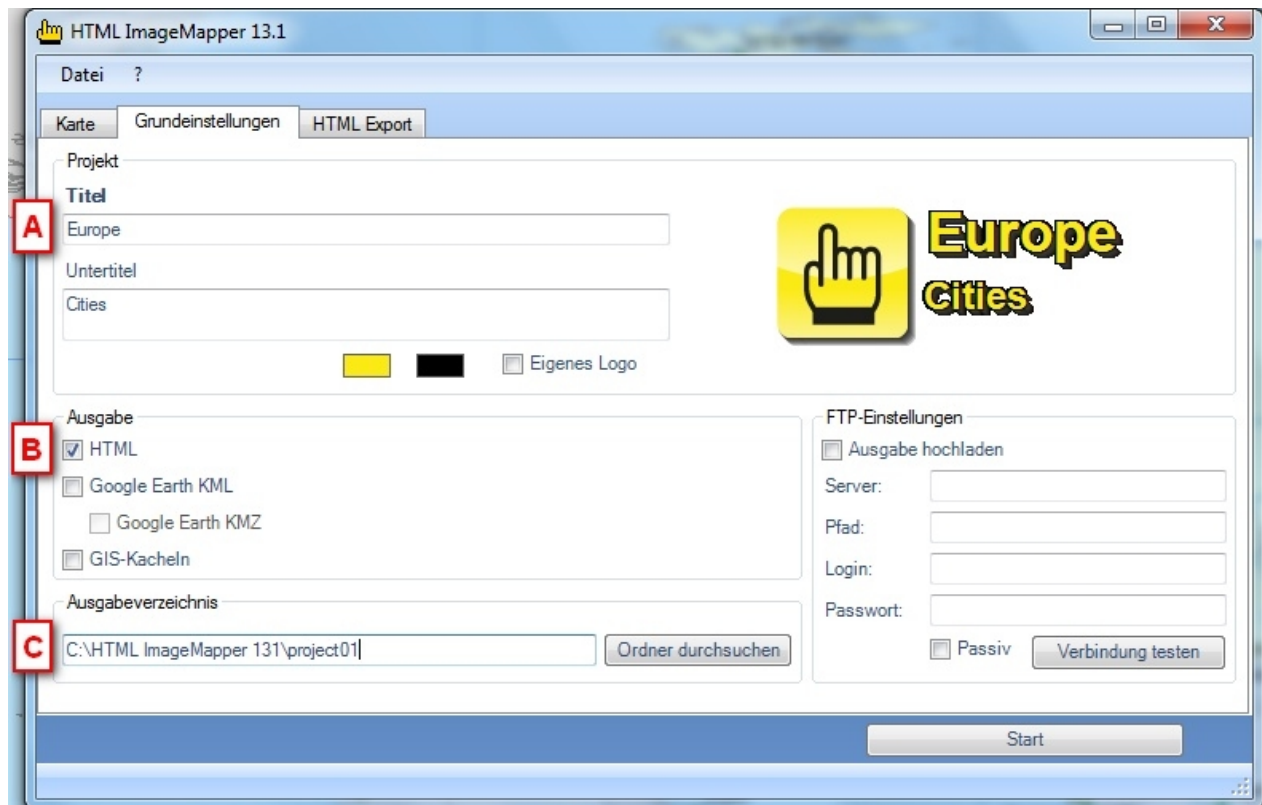 HTML ImageMapper 13.1
Datei ?
Karte Grundeinstellungen HTML Export
Projekt
Titel
A
Europe
Untertitel
Cities
Eigenes Logo
Europe
Cities
Ausgabe
B
HTML
Google Earth KML
Google Earth KMZ
GIS-Kacheln
Ausgabeverzeichnis
C
C:\HTML ImageMapper 131\project01
Ordner durchsuchen
FTP-Einstellungen
Ausgabe hochladen
Server:
Pfad:
Login:
Passwort:
Passiv
Verbindung testen
Start